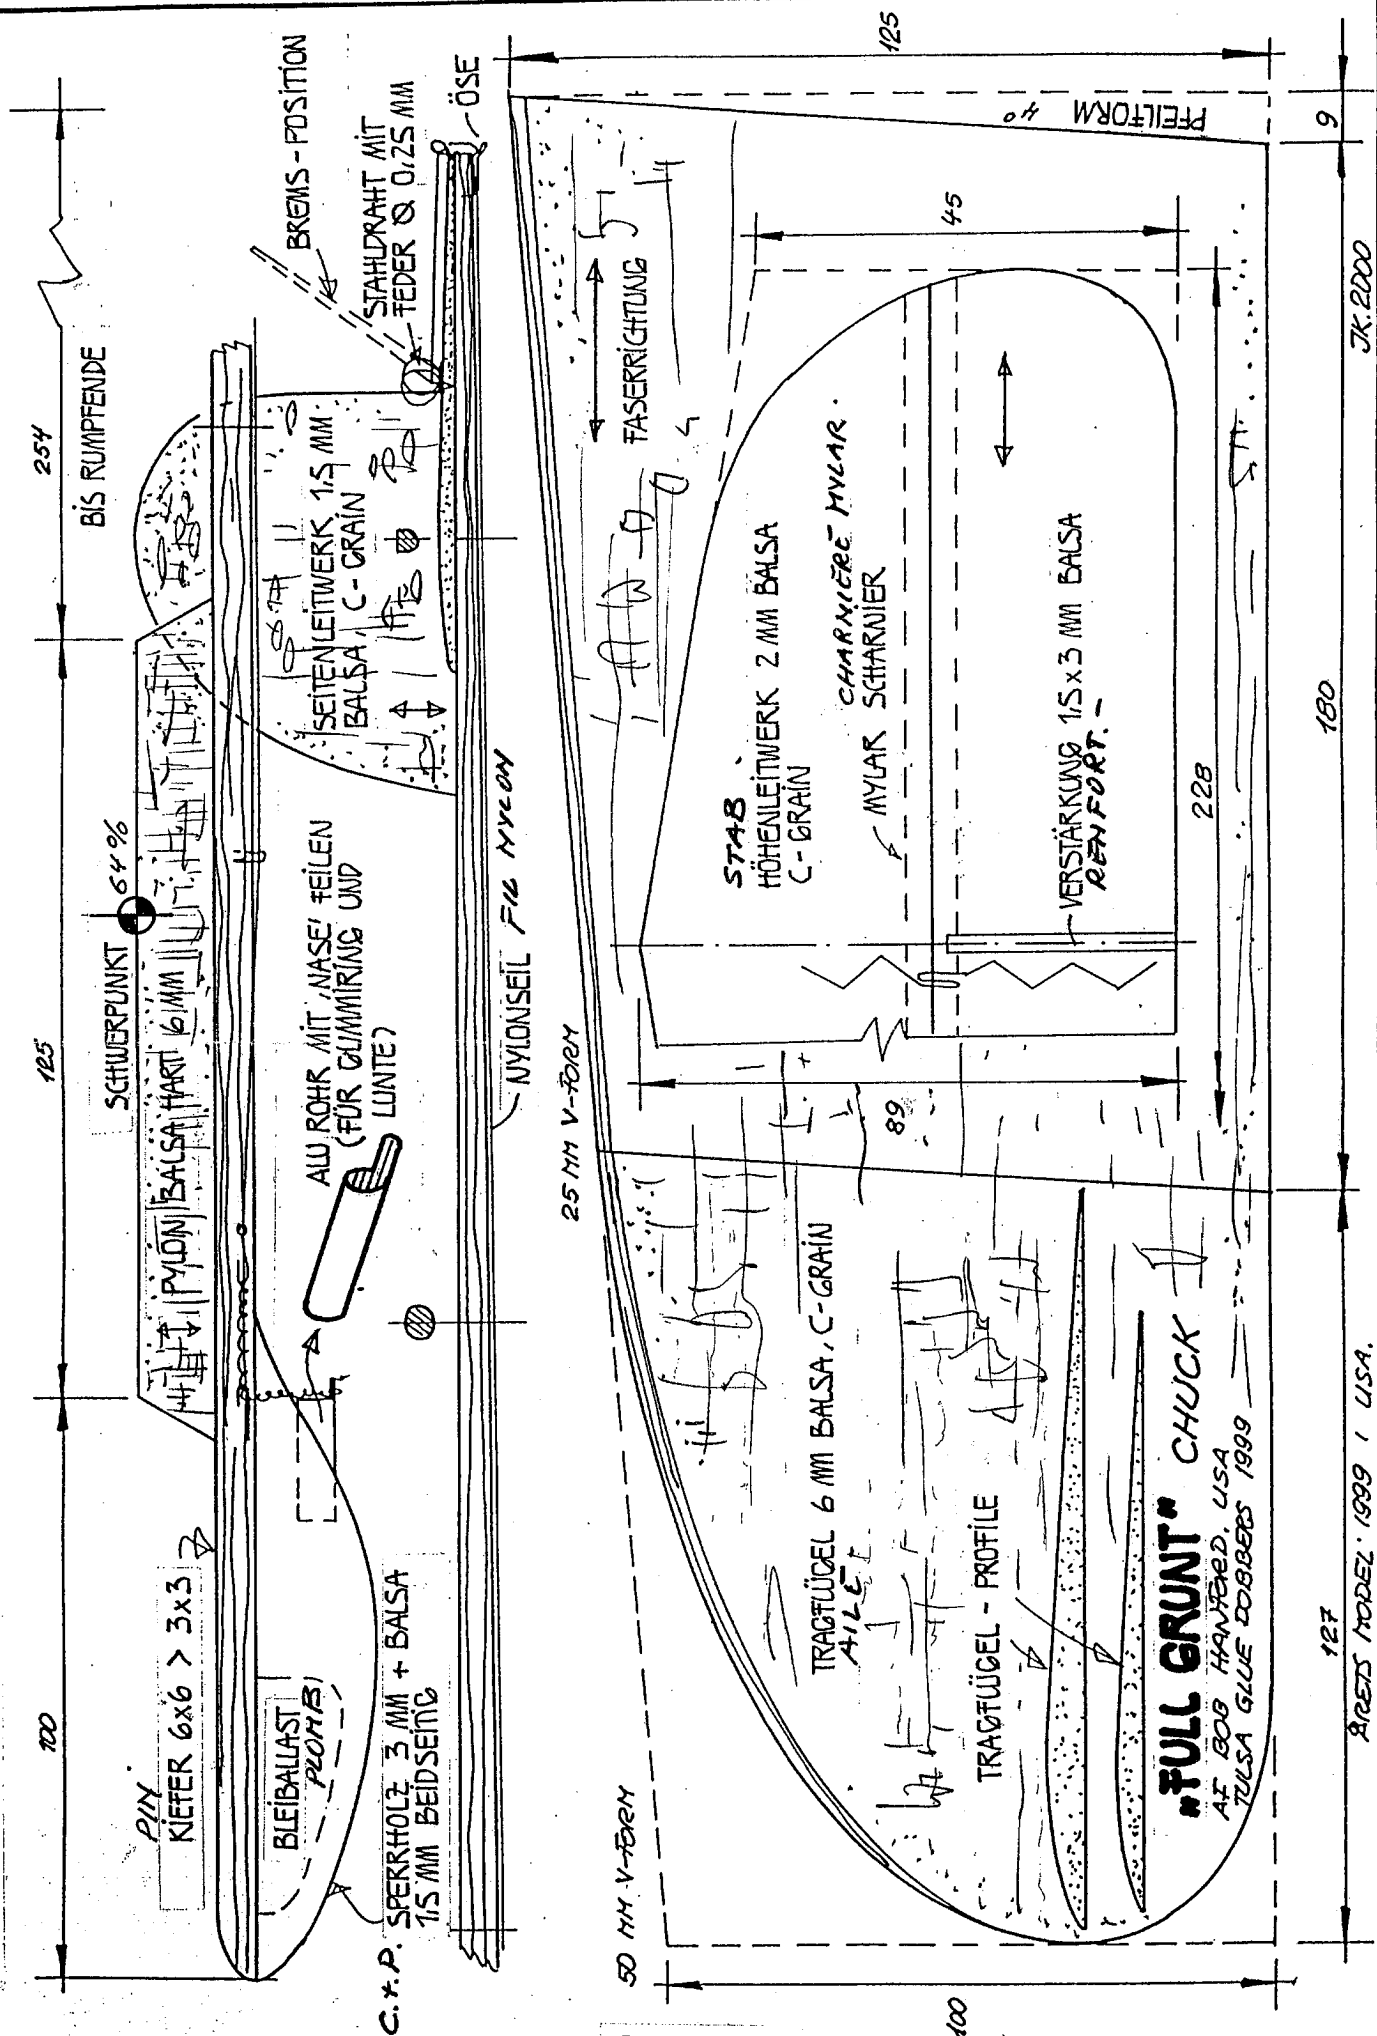 100
125
254
BIS RUMPFENDE
SCHWERPUNKT 64%
PIN
KIEFER 6x6 > 3x3
PYLON BALSA HART 6 MM
BREMS-POSITION
STAHLDRAHT MIT
FEDER Ø 0,25 MM
ÖSE
BLEIBALLAST
PLOMB
ALU ROHR MIT ‚NASE' FEILEN
(FÜR GUMMIRING UND
LUNTE)
SEITENLEITWERK 1,5 MM
BALSA, C-GRAIN
C.T.P. SPERRHOLZ 3 MM + BALSA
1,5 MM BEIDSEITIG
NYLONSEIL FIL NYLON
50 MM V-FORM
25 MM V-FORM
FASERRICHTUNG
125
PFEILFORM 4°
100
TRAGFLÜGEL 6 MM BALSA, C-GRAIN
AILE
TRAGFLÜGEL-PROFILE
STAB
HÖHENLEITWERK 2 MM BALSA
C-GRAIN
CHARNIERE MYLAR
MYLAR SCHARNIER
VERSTÄRKUNG 1,5x3 MM BALSA
RENFORT.-
45
89
228
„FULL GRUNT" CHUCK
AF BOB HANFORD, USA
TULSA GLUE DOBBERS 1999
127
180
9
ÅRETS MODEL 1999 I USA.
JK.2000